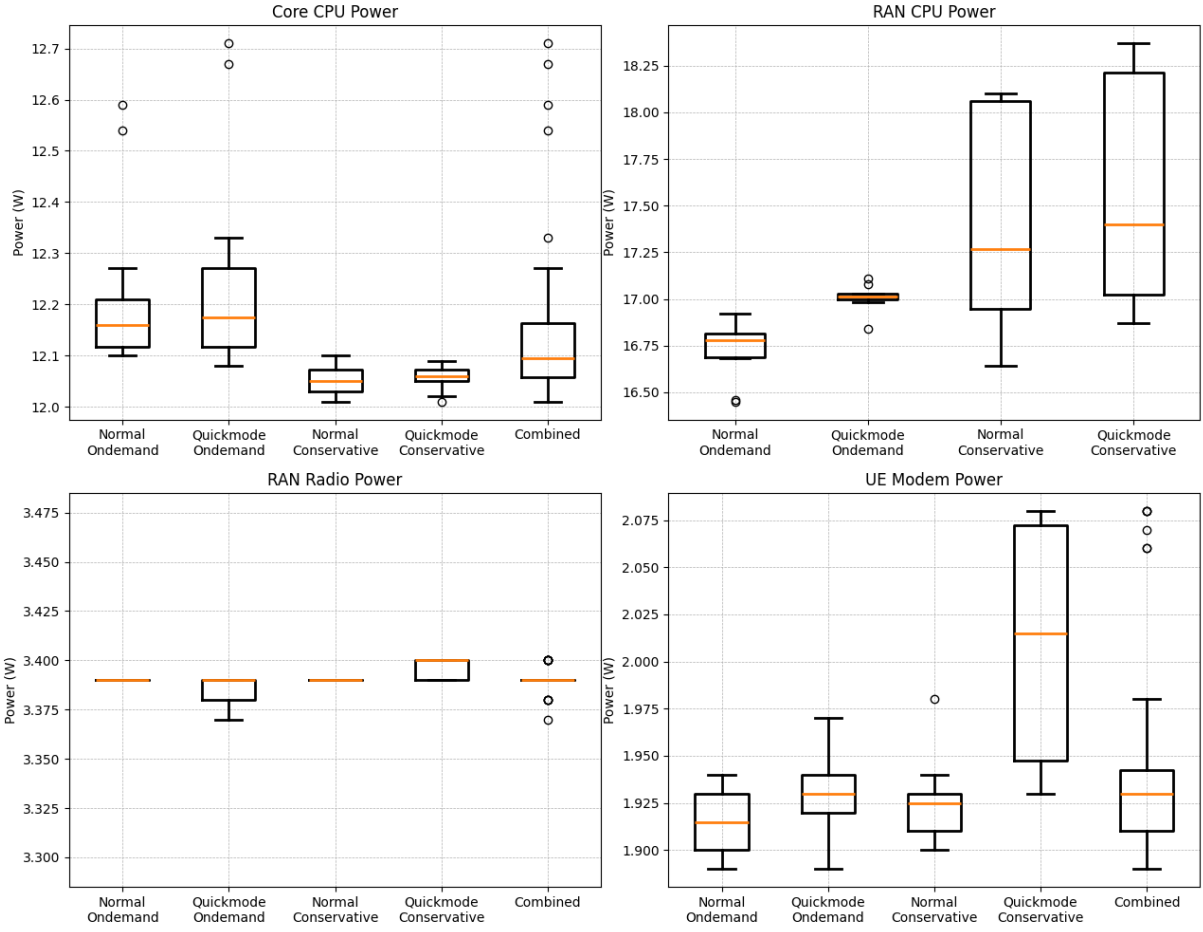 Core CPU Power
Power (W)
12.7
12.6
12.5
12.4
12.3
12.2
12.1
12.0
Normal
Ondemand
Quickmode
Ondemand
Normal
Conservative
Quickmode
Conservative
Combined
RAN CPU Power
Power (W)
18.25
18.00
17.75
17.50
17.25
17.00
16.75
16.50
Normal
Ondemand
Quickmode
Ondemand
Normal
Conservative
Quickmode
Conservative
RAN Radio Power
Power (W)
3.475
3.450
3.425
3.400
3.375
3.350
3.325
3.300
Normal
Ondemand
Quickmode
Ondemand
Normal
Conservative
Quickmode
Conservative
Combined
UE Modem Power
Power (W)
2.075
2.050
2.025
2.000
1.975
1.950
1.925
1.900
Normal
Ondemand
Quickmode
Ondemand
Normal
Conservative
Quickmode
Conservative
Combined